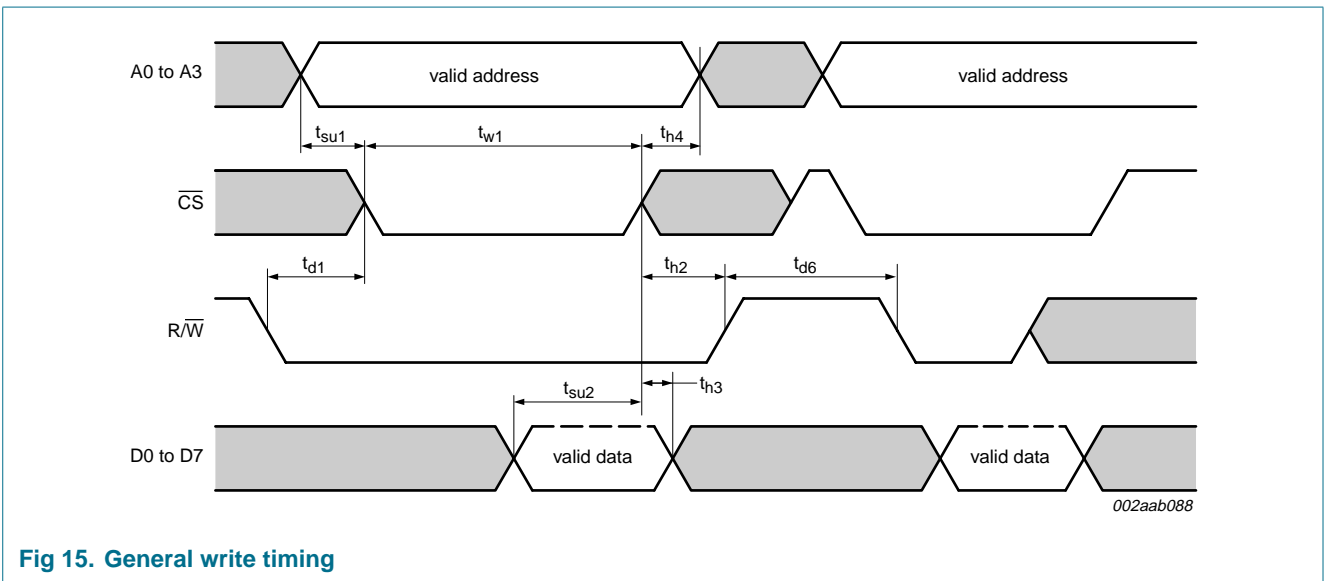 A0 to A3
valid address
valid address
tsu1
tw1
th4
CS
td1
th2
td6
R/W
tsu2
th3
D0 to D7
valid data
valid data
002aab088
Fig 15. General write timing